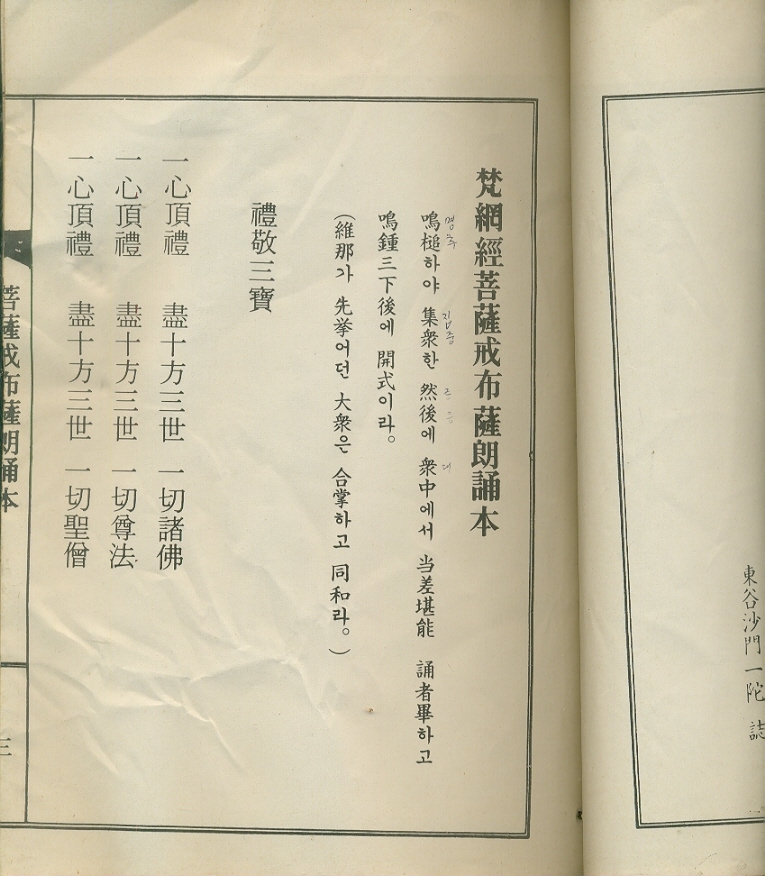 東谷沙門一陀 誌
梵網經菩薩戒布薩朗誦本
鳴槌하야 集衆한 然後에 衆中에서 当差堪能 誦者畢하고
鳴鍾三下後에 開式이라。
(維那가 先挙어던 大衆은 合掌하고 同和라。)
禮敬三寶
一心頂禮 盡十方三世 一切諸佛
一心頂禮 盡十方三世 一切尊法
一心頂禮 盡十方三世 一切聖僧
菩薩戒布薩朗誦本
三